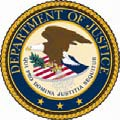 DEPARTMENT OF JUSTICE
QUI PRO DOMINA JUSTITIA SEQUITUR